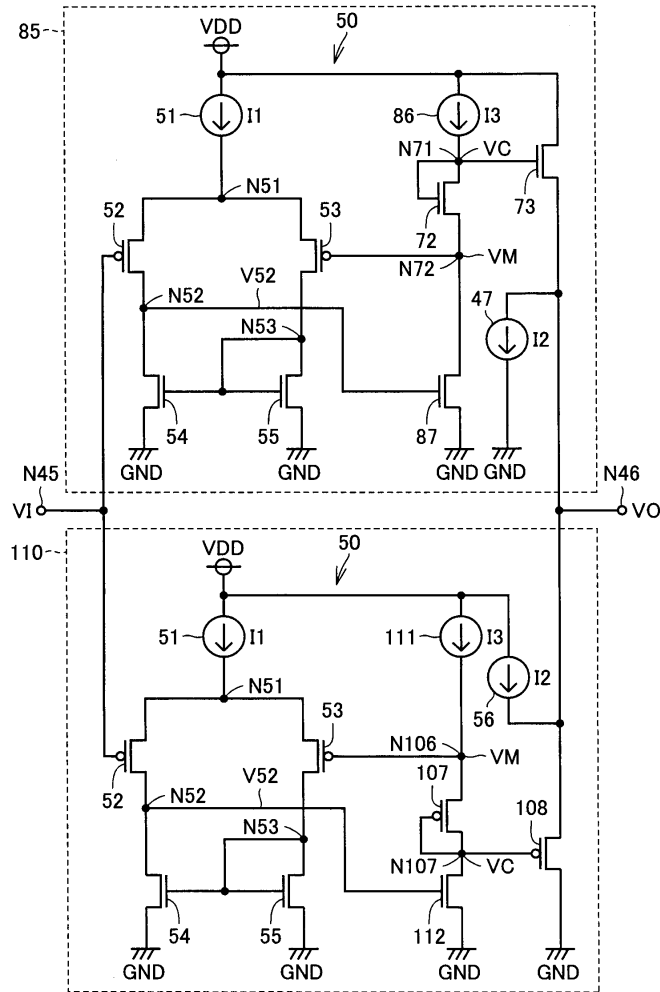 85
VDD
50
51
I1
86
I3
N71
VC
N51
52
53
72
73
VM
N72
V52
N52
N53
47
I2
54
55
87
GND
GND
GND
GND
N45
VI
N46
VO
110
VDD
50
51
I1
111
I3
I2
56
N51
53
N106
VM
52
N52
V52
107
108
N53
N107
VC
54
55
112
GND
GND
GND
GND